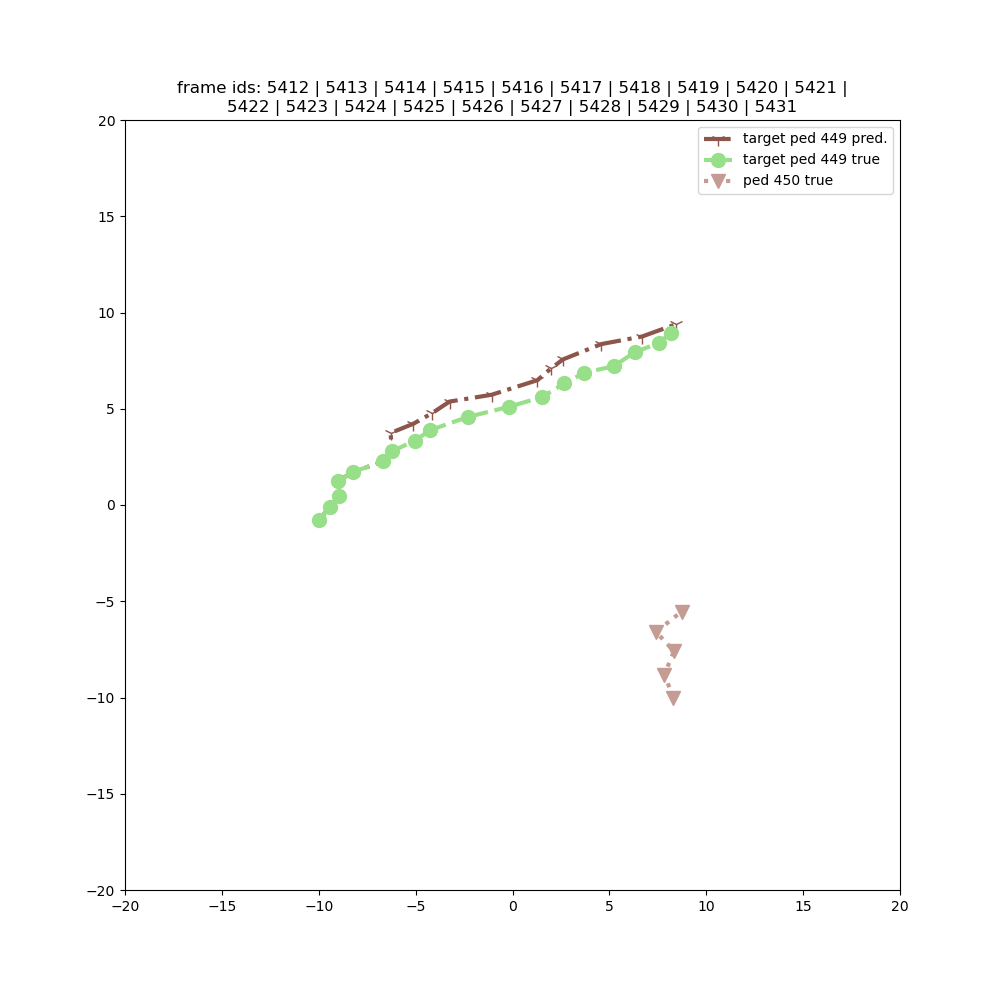 frame ids: 5412 | 5413 | 5414 | 5415 | 5416 | 5417 | 5418 | 5419 | 5420 | 5421 |
5422 | 5423 | 5424 | 5425 | 5426 | 5427 | 5428 | 5429 | 5430 | 5431
target ped 449 pred.
target ped 449 true
ped 450 true
20
15
10
5
0
−5
−10
−15
−20
−20 −15 −10 −5 0 5 10 15 20